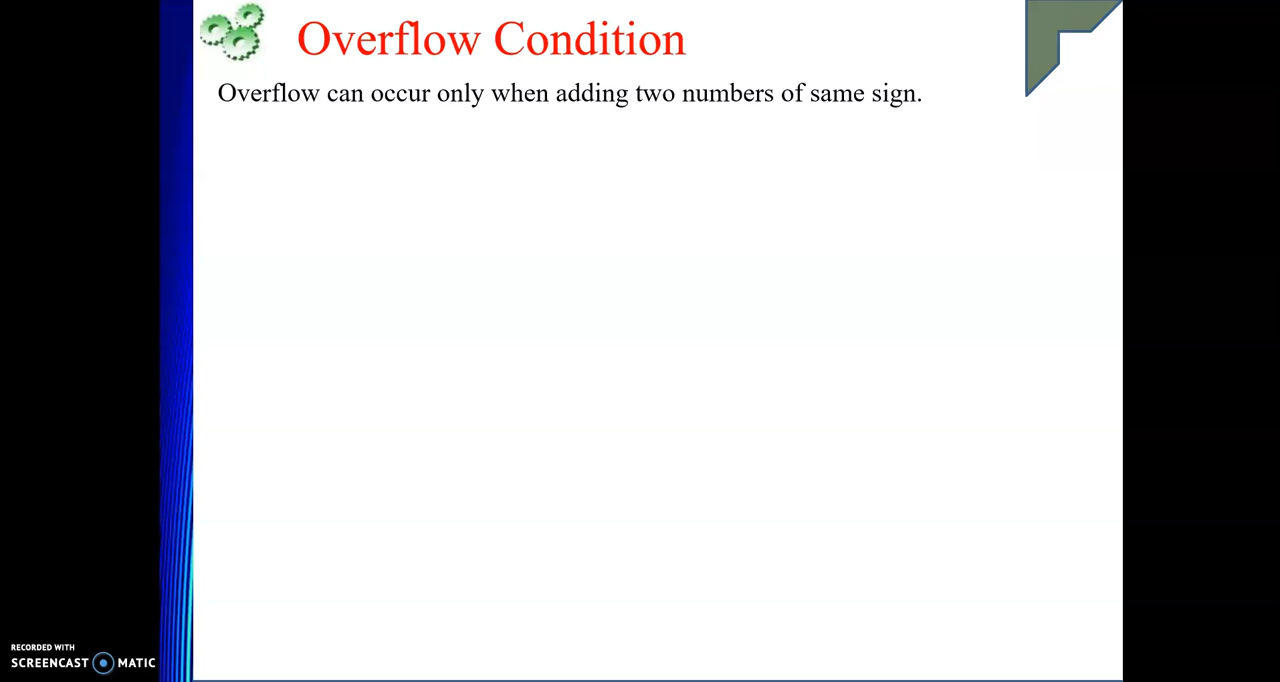 Overflow Condition
Overflow can occur only when adding two numbers of same sign.
RECORDED WITH
SCREENCAST MATIC